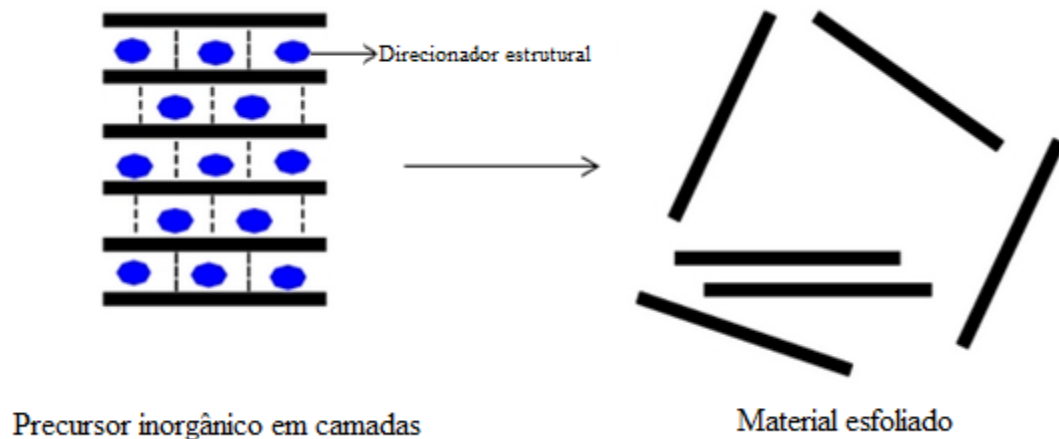 Direcionador estrutural
Precursor inorgânico em camadas
Material esfoliado